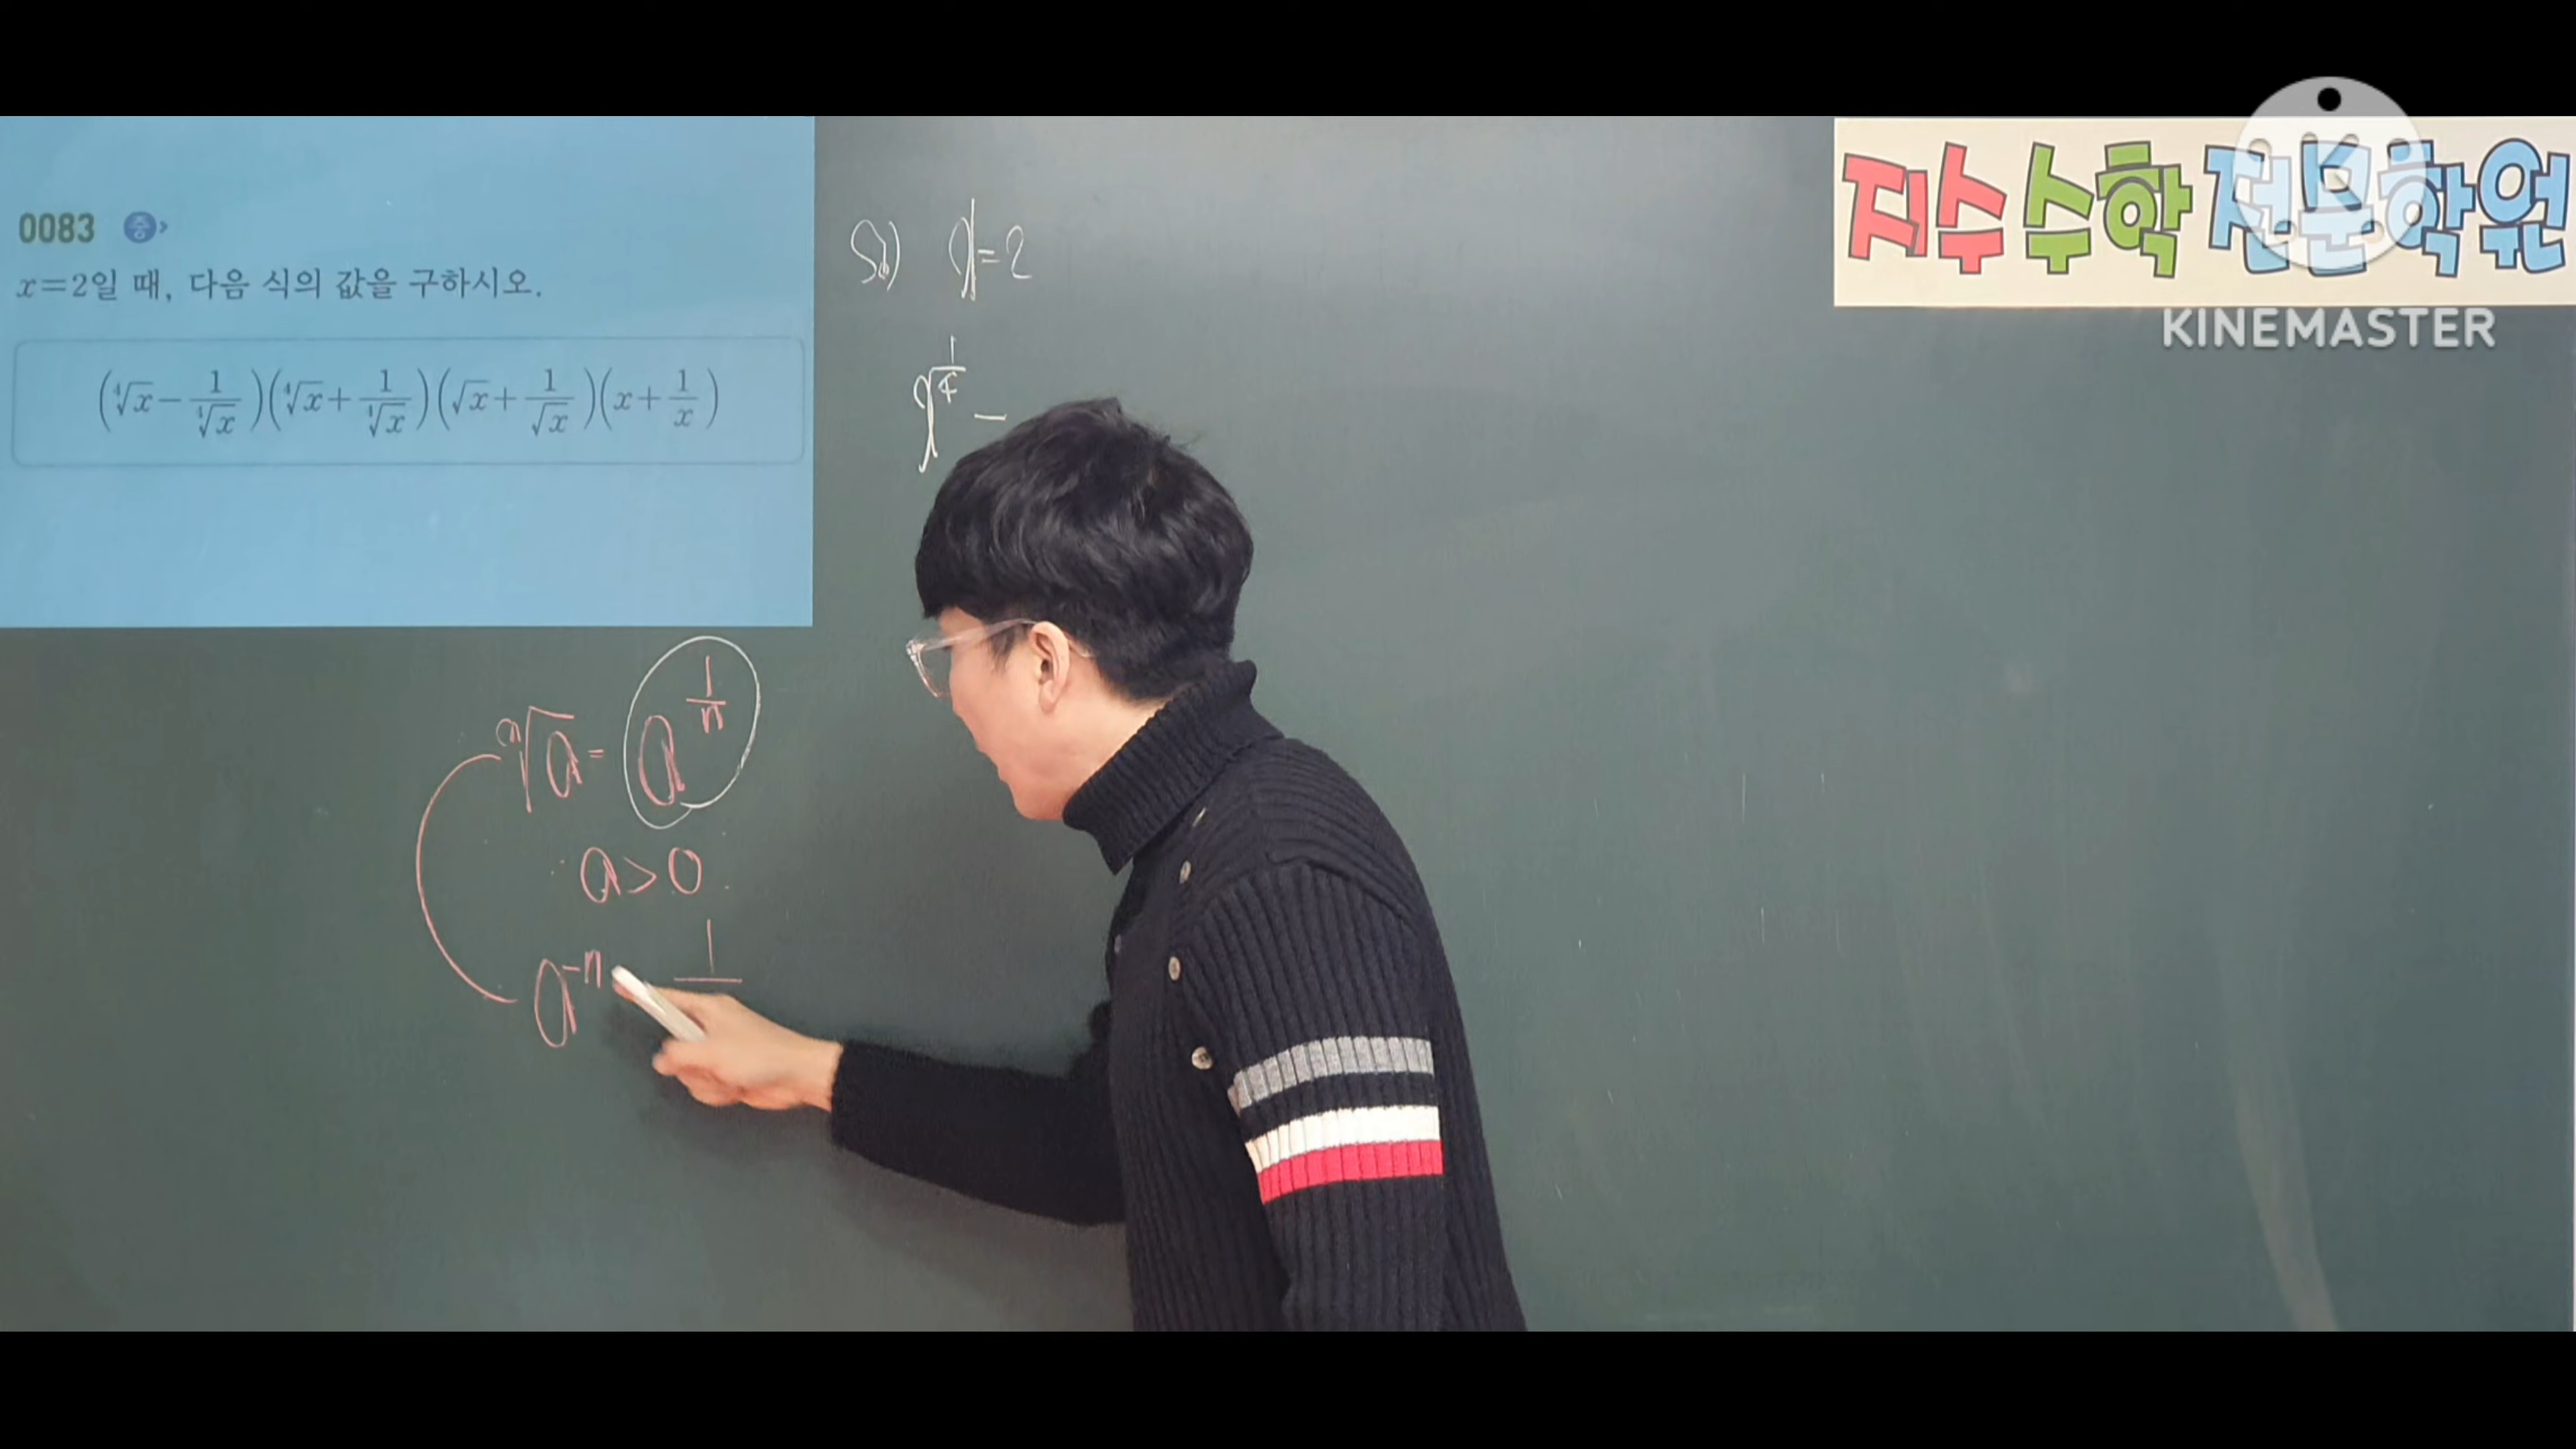 0083 중
x=2일 때, 다음 식의 값을 구하시오.
(∜x − 1/∜x)(∜x + 1/∜x)(√x + 1/√x)(x + 1/x)
지수 수학 전문학원
KINEMASTER
Sol) x=2
x^(1/4) −
ⁿ√a = a^(1/n)
a>0
a^(-n) 1